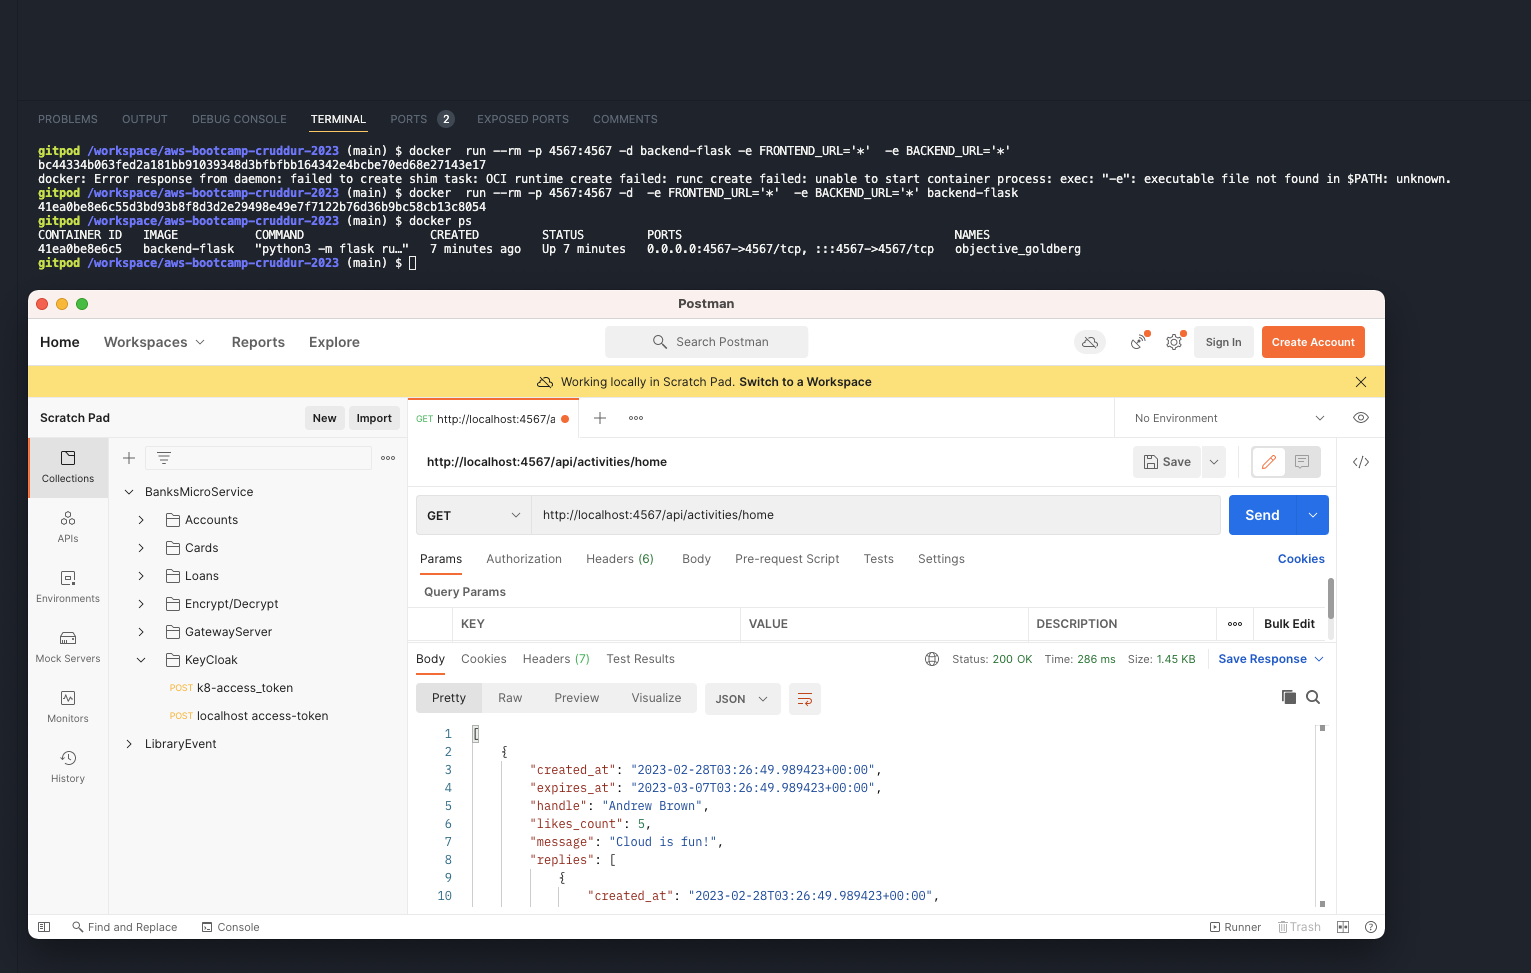 PROBLEMS OUTPUT DEBUG CONSOLE TERMINAL PORTS 2 EXPOSED PORTS COMMENTS
gitpod /workspace/aws-bootcamp-cruddur-2023 (main) $ docker  run --rm -p 4567:4567 -d backend-flask -e FRONTEND_URL='*'  -e BACKEND_URL='*'
bc44334b063fed2a181bb91039348d3bfbfbb164342e4bcbe70ed68e27143e17
docker: Error response from daemon: failed to create shim task: OCI runtime create failed: runc create failed: unable to start container process: exec: "-e": executable file not found in $PATH: unknown.
gitpod /workspace/aws-bootcamp-cruddur-2023 (main) $ docker  run --rm -p 4567:4567 -d  -e FRONTEND_URL='*'  -e BACKEND_URL='*' backend-flask
41ea0be8e6c55d3bd93b8f8d3d2e29498e49e7f7122b76d36b9bc58cb13c8054
gitpod /workspace/aws-bootcamp-cruddur-2023 (main) $ docker ps
CONTAINER ID   IMAGE           COMMAND                  CREATED         STATUS         PORTS                                       NAMES
41ea0be8e6c5   backend-flask   "python3 -m flask ru…"   7 minutes ago   Up 7 minutes   0.0.0.0:4567->4567/tcp, :::4567->4567/tcp   objective_goldberg
gitpod /workspace/aws-bootcamp-cruddur-2023 (main) $
Postman
Home Workspaces Reports Explore Search Postman Sign In Create Account
Working locally in Scratch Pad. Switch to a Workspace
Scratch Pad New Import
GET http://localhost:4567/a
No Environment
http://localhost:4567/api/activities/home Save
Collections
APIs
Environments
Mock Servers
Monitors
History
BanksMicroService
Accounts
Cards
Loans
Encrypt/Decrypt
GatewayServer
KeyCloak
POST k8-access_token
POST localhost access-token
LibraryEvent
GET http://localhost:4567/api/activities/home Send
Params Authorization Headers (6) Body Pre-request Script Tests Settings Cookies
Query Params
KEY VALUE DESCRIPTION Bulk Edit
Body Cookies Headers (7) Test Results Status: 200 OK Time: 286 ms Size: 1.45 KB Save Response
Pretty Raw Preview Visualize JSON
1 [
2 {
3 "created_at": "2023-02-28T03:26:49.989423+00:00",
4 "expires_at": "2023-03-07T03:26:49.989423+00:00",
5 "handle": "Andrew Brown",
6 "likes_count": 5,
7 "message": "Cloud is fun!",
8 "replies": [
9 {
10 "created_at": "2023-02-28T03:26:49.989423+00:00",
Find and Replace Console Runner Trash